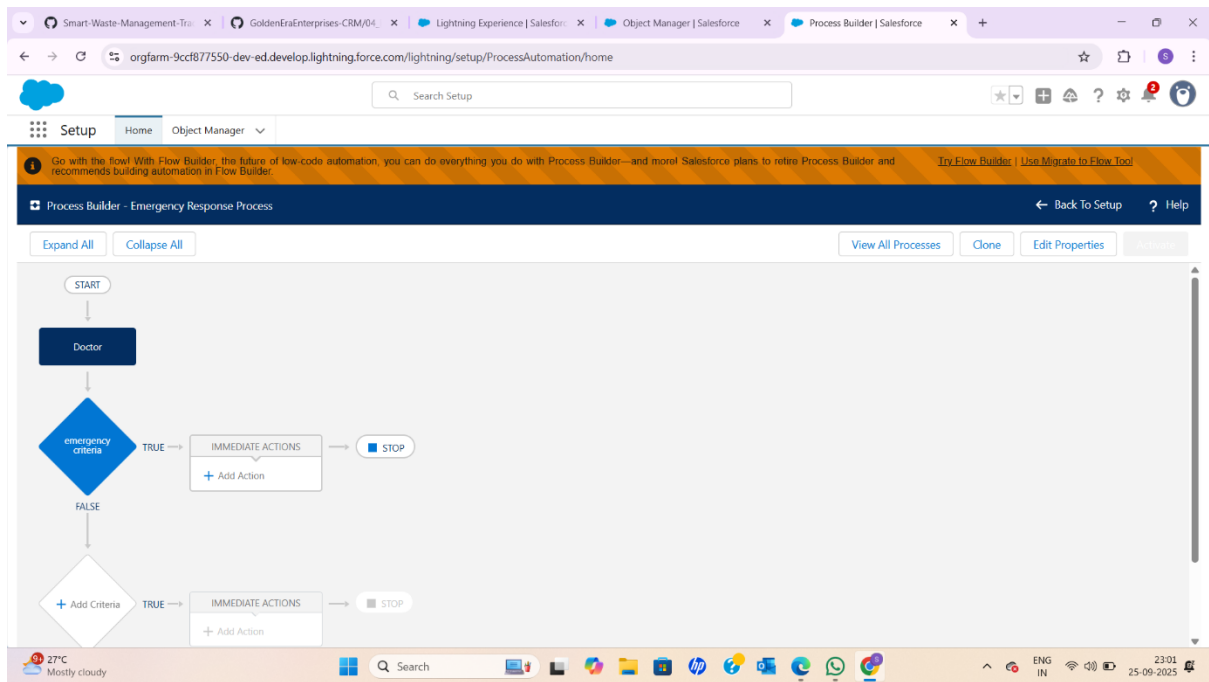 Smart-Waste-Management-Tra
GoldenEraEnterprises-CRM/04_
Lightning Experience | Salesforc
Object Manager | Salesforce
Process Builder | Salesforce
orgfarm-9ccf877550-dev-ed.develop.lightning.force.com/lightning/setup/ProcessAutomation/home
S
Search Setup
2
Setup
Home
Object Manager
Go with the flow! With Flow Builder, the future of low-code automation, you can do everything you do with Process Builder—and more! Salesforce plans to retire Process Builder and
recommends building automation in Flow Builder.
Try Flow Builder | Use Migrate to Flow Tool
Process Builder - Emergency Response Process
Back To Setup
? Help
Expand All
Collapse All
View All Processes
Clone
Edit Properties
Activate
START
Doctor
emergency
criteria
TRUE
IMMEDIATE ACTIONS
+ Add Action
STOP
FALSE
+ Add Criteria
TRUE
IMMEDIATE ACTIONS
+ Add Action
STOP
9+
27°C
Mostly cloudy
Search
ENG
IN
23:01
25-09-2025